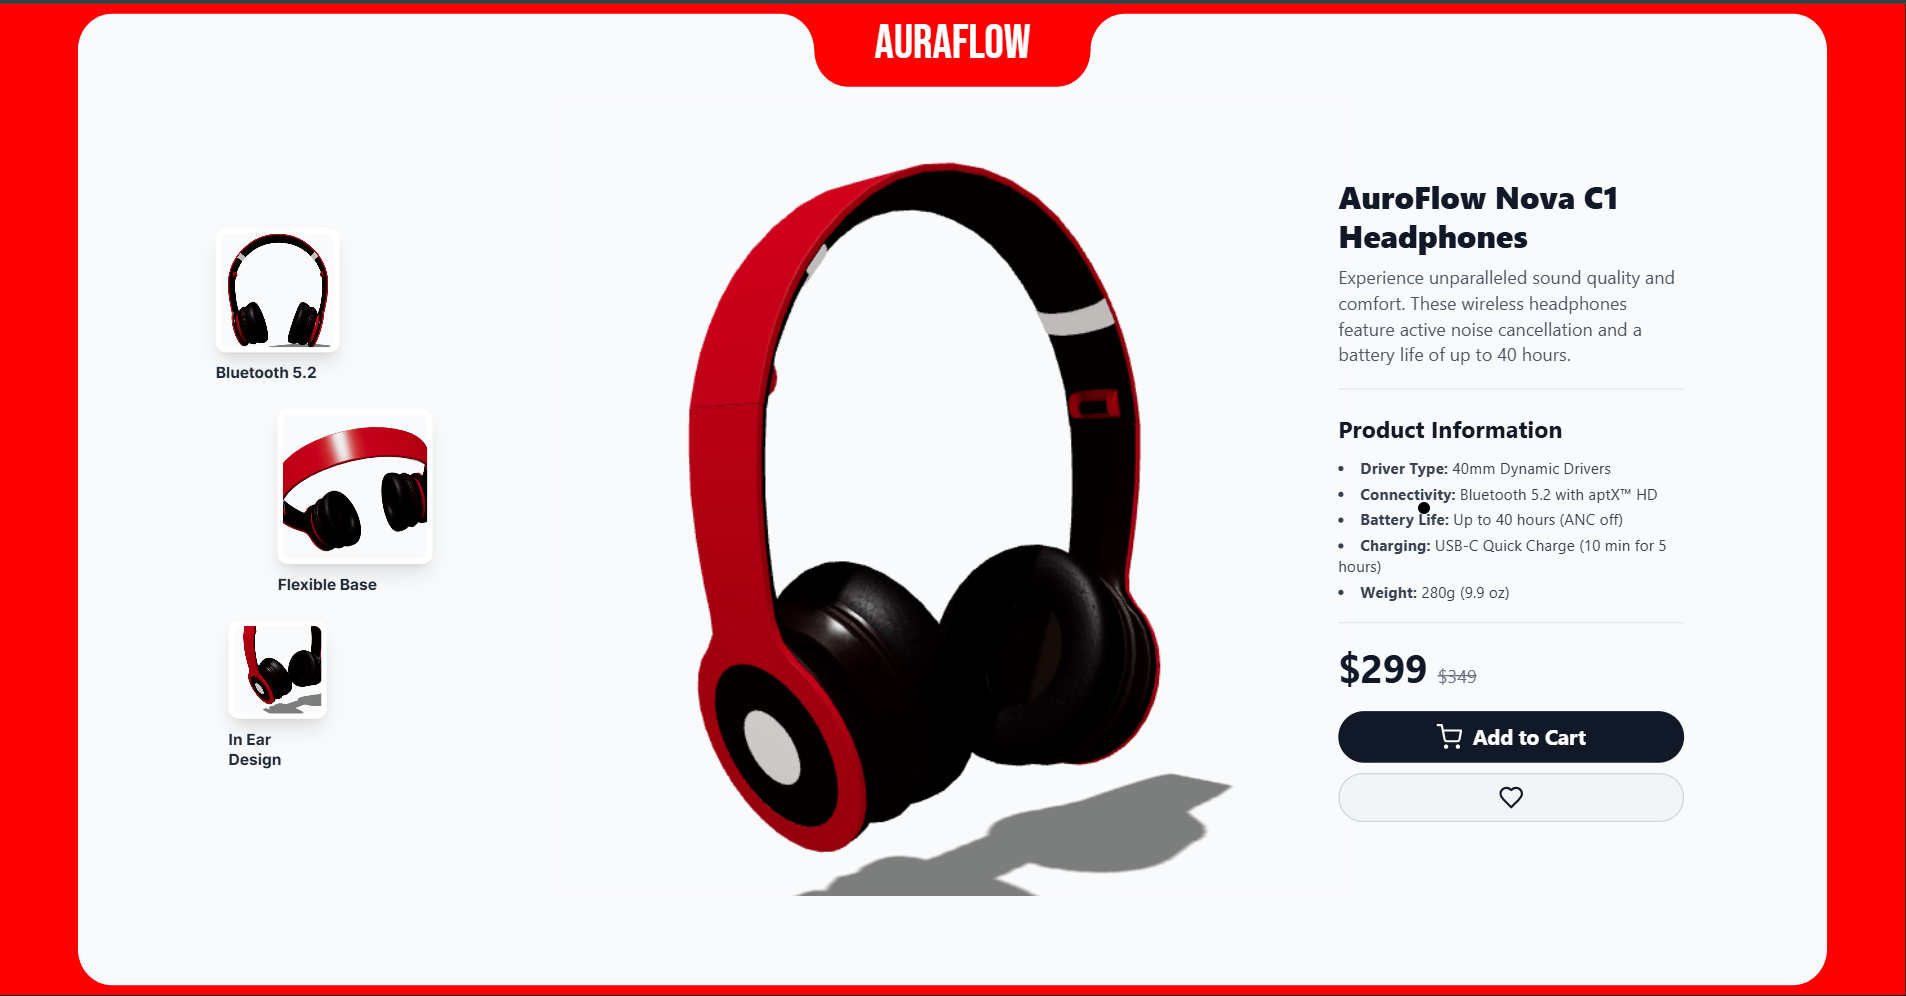 AURAFLOW
Bluetooth 5.2
Flexible Base
In Ear
Design
AuroFlow Nova C1
Headphones
Experience unparalleled sound quality and
comfort. These wireless headphones
feature active noise cancellation and a
battery life of up to 40 hours.
Product Information
• Driver Type: 40mm Dynamic Drivers
• Connectivity: Bluetooth 5.2 with aptX™ HD
• Battery Life: Up to 40 hours (ANC off)
• Charging: USB-C Quick Charge (10 min for 5
hours)
• Weight: 280g (9.9 oz)
$299 $349
Add to Cart